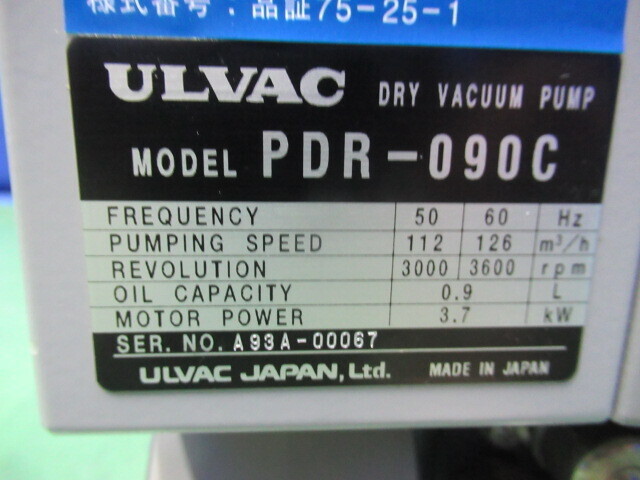 様式番号：品証75-25-1
ULVAC DRY VACUUM PUMP
MODEL PDR-090C
FREQUENCY 50 60 Hz
PUMPING SPEED 112 126 m³/h
REVOLUTION 3000 3600 rpm
OIL CAPACITY 0.9 L
MOTOR POWER 3.7 kW
SER. NO. A93A-00067
ULVAC JAPAN, Ltd. MADE IN JAPAN